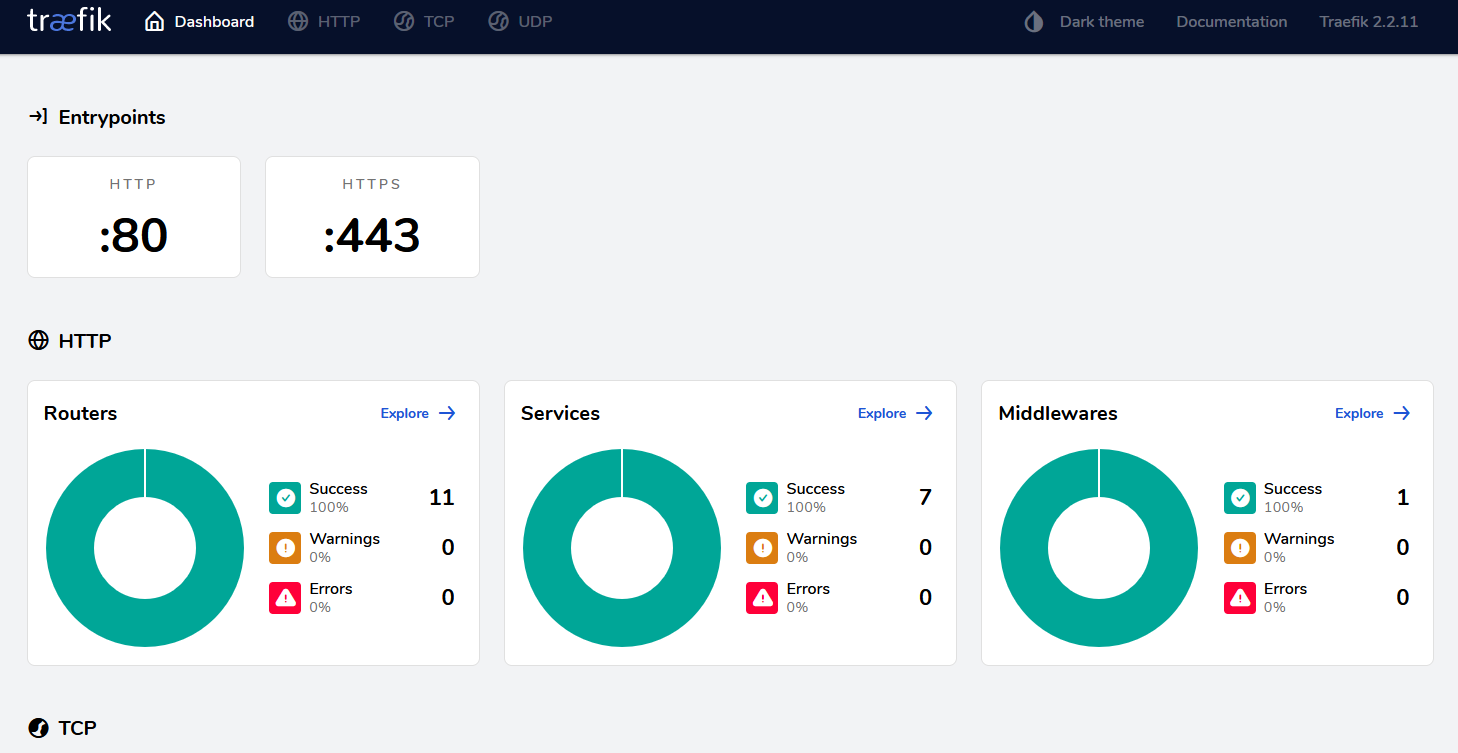 træfik Dashboard HTTP TCP UDP Dark theme Documentation Traefik 2.2.11
Entrypoints
HTTP HTTPS
:80 :443
HTTP
Routers Explore
Success 11
100%
Warnings 0
0%
Errors 0
0%
Services Explore
Success 7
100%
Warnings 0
0%
Errors 0
0%
Middlewares Explore
Success 1
100%
Warnings 0
0%
Errors 0
0%
TCP